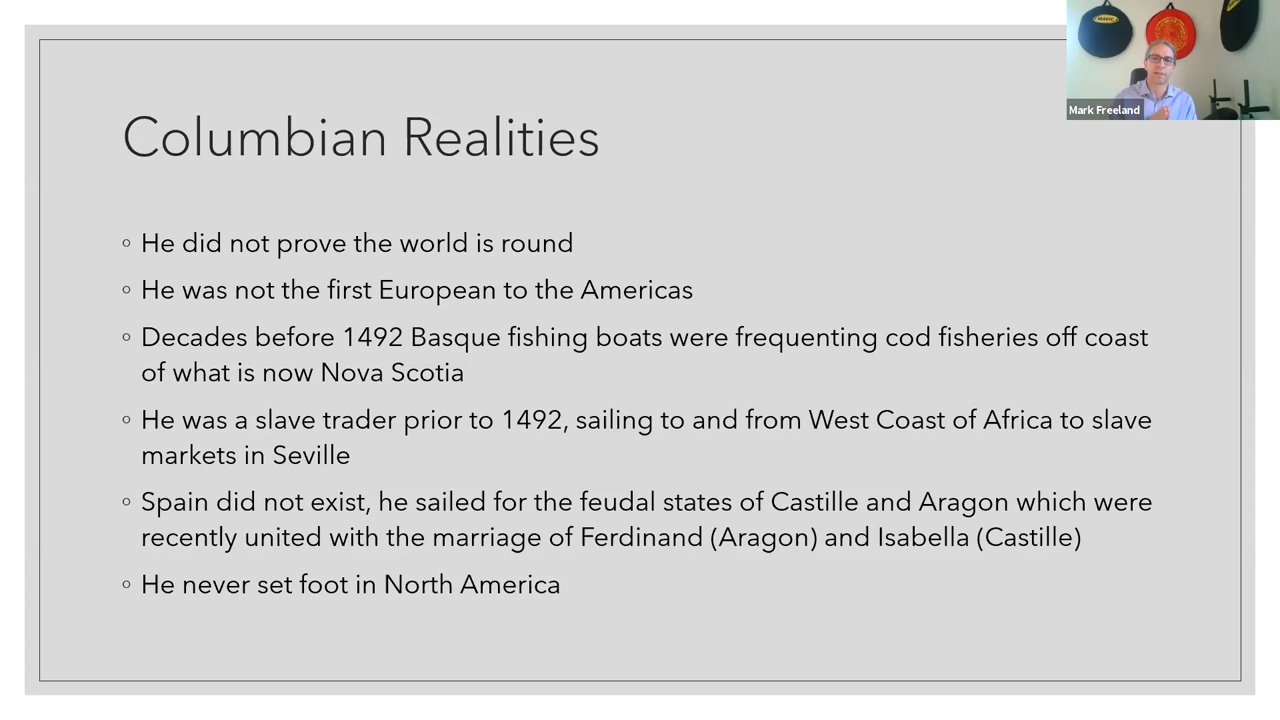 MAVIC
Mark Freeland
Columbian Realities
◦ He did not prove the world is round
◦ He was not the first European to the Americas
◦ Decades before 1492 Basque fishing boats were frequenting cod fisheries off coast
of what is now Nova Scotia
◦ He was a slave trader prior to 1492, sailing to and from West Coast of Africa to slave
markets in Seville
◦ Spain did not exist, he sailed for the feudal states of Castille and Aragon which were
recently united with the marriage of Ferdinand (Aragon) and Isabella (Castille)
◦ He never set foot in North America